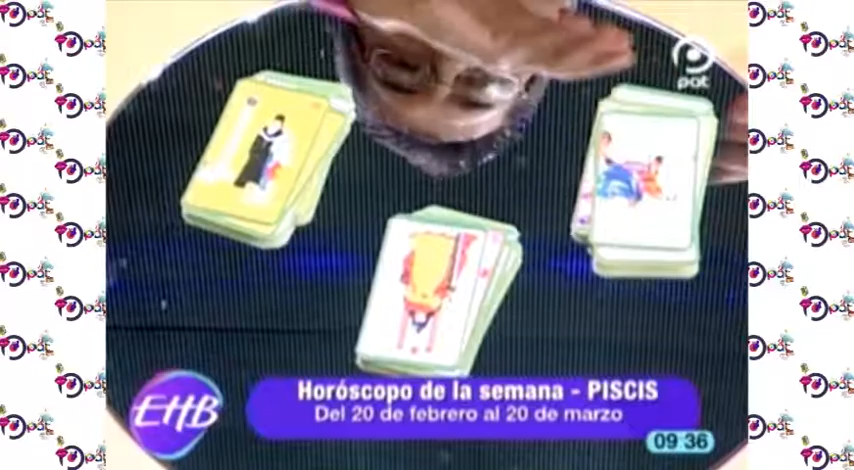 pat
EHB
Horóscopo de la semana - PISCIS
Del 20 de febrero al 20 de marzo
09:36